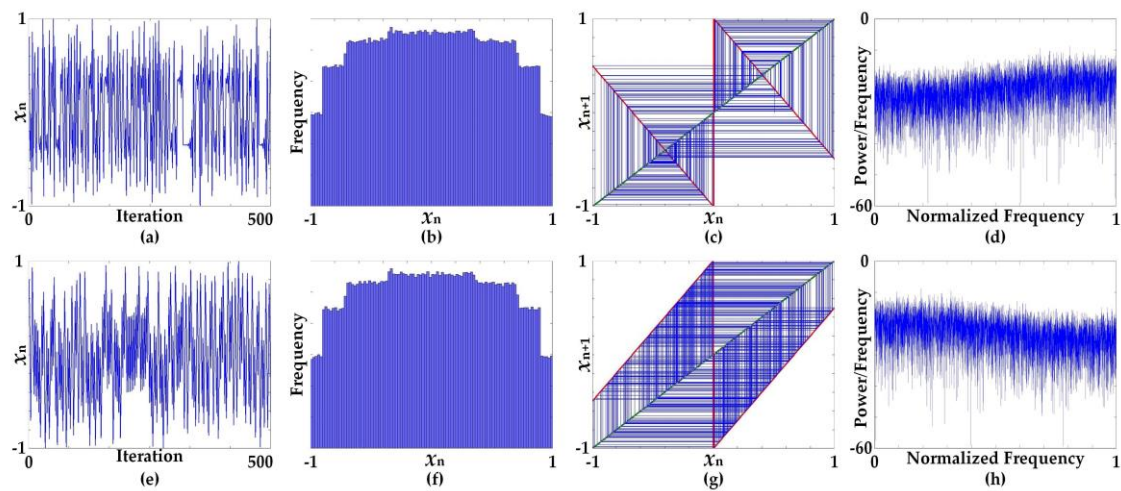 1
xₙ
-1
0
Iteration
500
(a)
Frequency
-1
xₙ
1
(b)
1
xₙ₊₁
-1
-1
xₙ
1
(c)
0
Power/Frequency
-60
0
Normalized Frequency
1
(d)
1
xₙ
-1
0
Iteration
500
(e)
Frequency
-1
xₙ
1
(f)
1
xₙ₊₁
-1
-1
xₙ
1
(g)
0
Power/Frequency
-60
0
Normalized Frequency
1
(h)